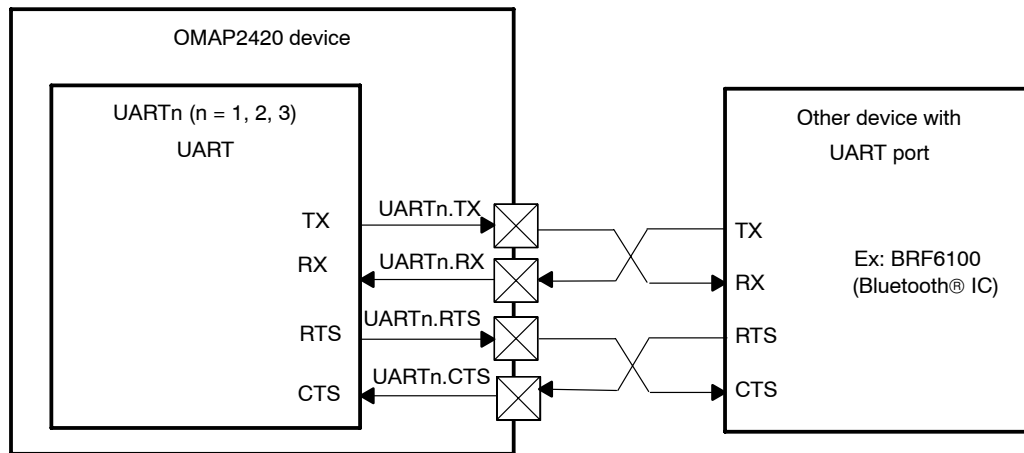 OMAP2420 device
UARTn (n = 1, 2, 3)
UART
TX
RX
RTS
CTS
UARTn.TX
UARTn.RX
UARTn.RTS
UARTn.CTS
Other device with
UART port
TX
RX
RTS
CTS
Ex: BRF6100
(Bluetooth® IC)